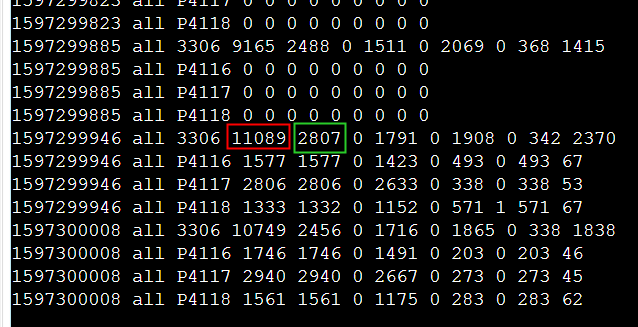 1597299823 all P4117 0 0 0 0 0 0 0 0 0
1597299823 all P4118 0 0 0 0 0 0 0 0 0
1597299885 all 3306 9165 2488 0 1511 0 2069 0 368 1415
1597299885 all P4116 0 0 0 0 0 0 0 0 0
1597299885 all P4117 0 0 0 0 0 0 0 0 0
1597299885 all P4118 0 0 0 0 0 0 0 0 0
1597299946 all 3306 11089 2807 0 1791 0 1908 0 342 2370
1597299946 all P4116 1577 1577 0 1423 0 493 0 493 67
1597299946 all P4117 2806 2806 0 2633 0 338 0 338 53
1597299946 all P4118 1333 1332 0 1152 0 571 1 571 67
1597300008 all 3306 10749 2456 0 1716 0 1865 0 338 1838
1597300008 all P4116 1746 1746 0 1491 0 203 0 203 46
1597300008 all P4117 2940 2940 0 2667 0 273 0 273 45
1597300008 all P4118 1561 1561 0 1175 0 283 0 283 62